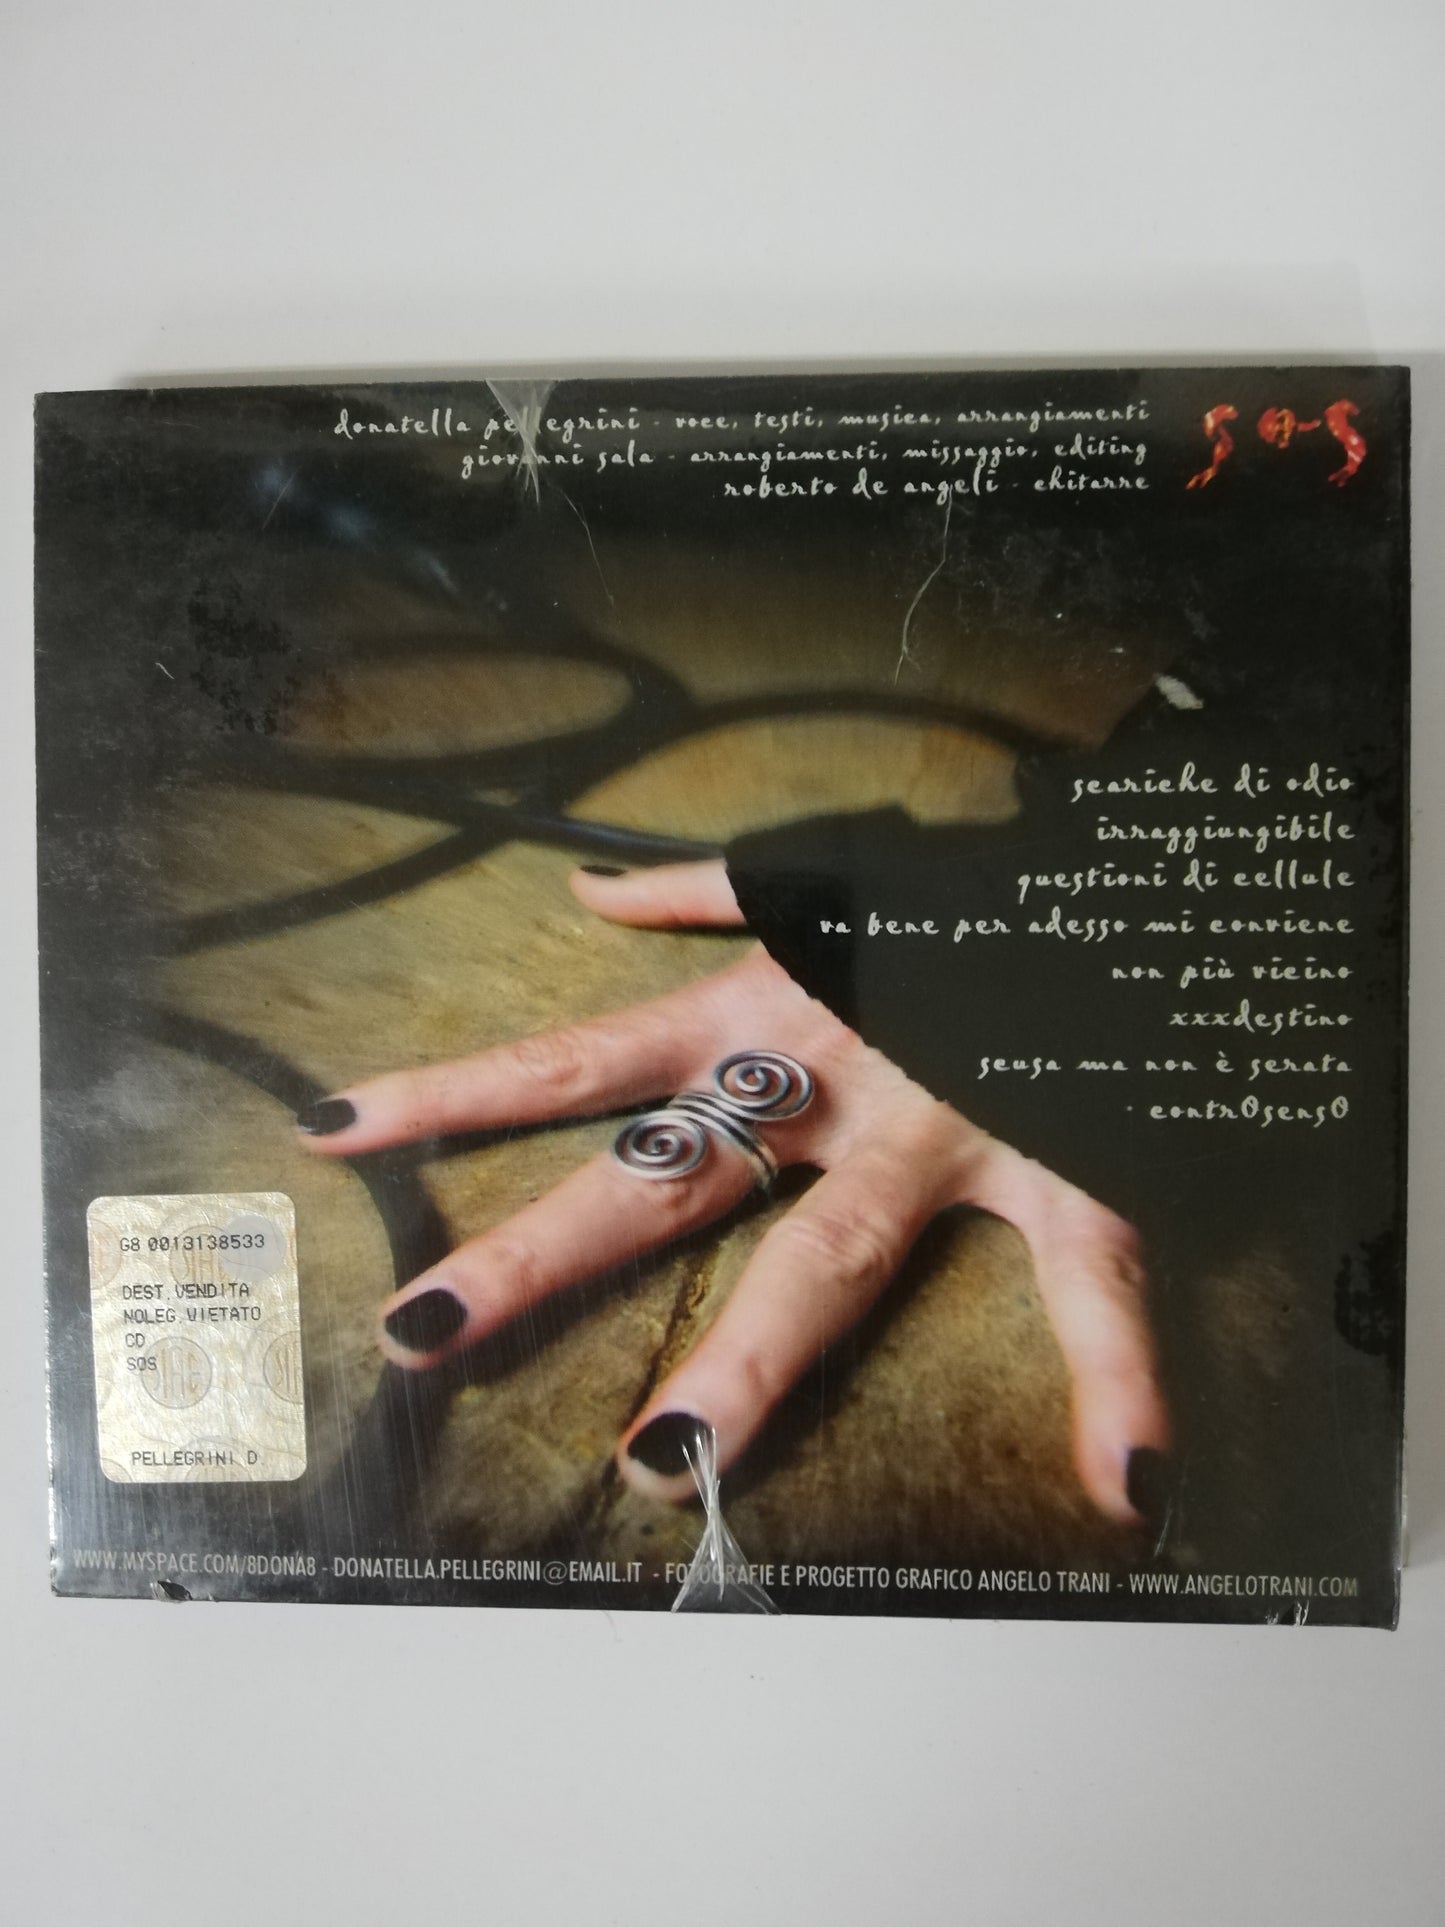 donatella pellegrini - voce, testi, musica, arrangiamenti
giovanni sala - arrangiamenti, missaggio, editing
roberto de angeli - chitarre
sos
scariche di odio
irraggiungibile
questioni di cellule
va bene per adesso mi conviene
non più vicino
xxxdestino
scusa ma non è serata
contr0sens0
G8 0013138533
DEST. VENDITA
NOLEG. VIETATO
CD
SOS
SIAE
PELLEGRINI D.
WWW.MYSPACE.COM/8DONA8 - DONATELLA.PELLEGRINI@EMAIL.IT - FOTOGRAFIE E PROGETTO GRAFICO ANGELO TRANI - WWW.ANGELOTRANI.COM